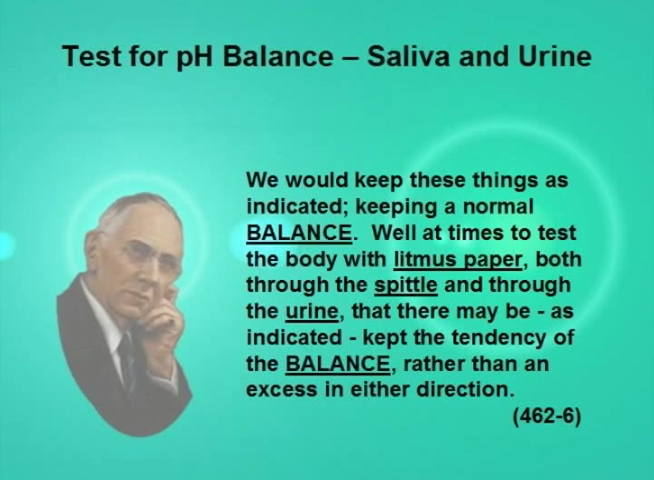 Test for pH Balance – Saliva and Urine
We would keep these things as
indicated; keeping a normal
BALANCE.  Well at times to test
the body with litmus paper, both
through the spittle and through
the urine, that there may be - as
indicated - kept the tendency of
the BALANCE, rather than an
excess in either direction.
(462-6)